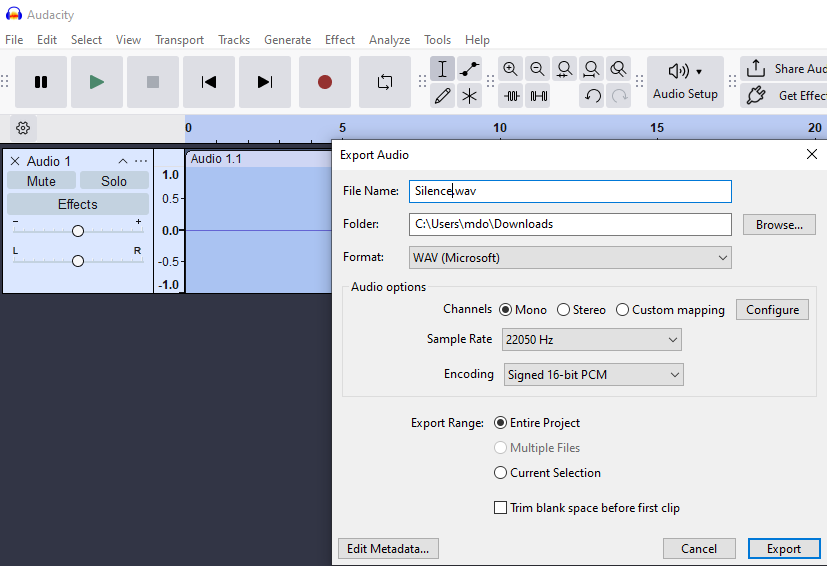 Audacity
File Edit Select View Transport Tracks Generate Effect Analyze Tools Help
Share Aud
Audio Setup
Get Effect
0 5 10 15 20
Audio 1
Audio 1.1
Mute Solo
Effects
- +
L R
1.0
0.5-
0.0-
-0.5-
-1.0
Export Audio
File Name: Silence.wav
Folder: C:\Users\mdo\Downloads Browse...
Format: WAV (Microsoft)
Audio options
Channels Mono Stereo Custom mapping Configure
Sample Rate 22050 Hz
Encoding Signed 16-bit PCM
Export Range: Entire Project
Multiple Files
Current Selection
Trim blank space before first clip
Edit Metadata... Cancel Export